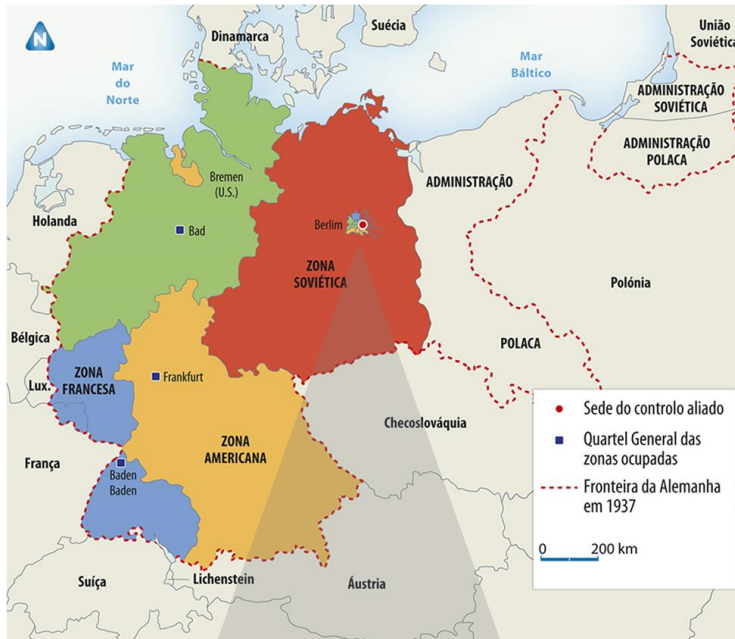 N
Dinamarca
Suécia
União
Soviética
Mar
do
Norte
Mar
Báltico
ADMINISTRAÇÃO
SOVIÉTICA
ADMINISTRAÇÃO
POLACA
Bremen
(U.S.)
ADMINISTRAÇÃO
Holanda
Bad
Berlim
ZONA
SOVIÉTICA
Polónia
Bélgica
POLACA
ZONA
FRANCESA
Lux.
Frankfurt
Checoslováquia
ZONA
AMERICANA
França
Baden
Baden
Suíça
Lichenstein
Áustria
Sede do controlo aliado
Quartel General das
zonas ocupadas
Fronteira da Alemanha
em 1937
0 200 km